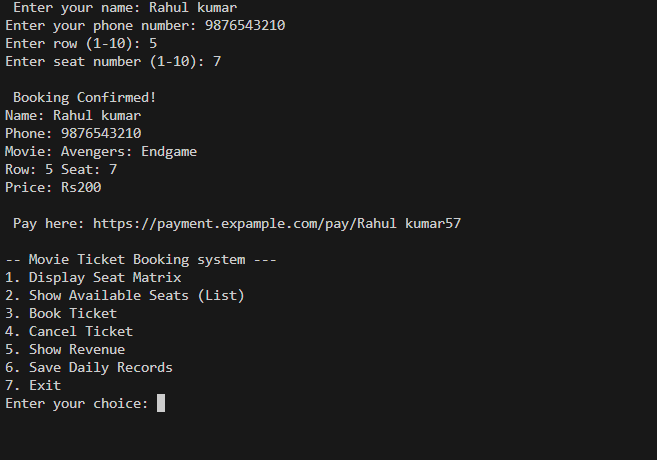 Enter your name: Rahul kumar
Enter your phone number: 9876543210
Enter row (1-10): 5
Enter seat number (1-10): 7
Booking Confirmed!
Name: Rahul kumar
Phone: 9876543210
Movie: Avengers: Endgame
Row: 5 Seat: 7
Price: Rs200
Pay here: https://payment.expample.com/pay/Rahul kumar57
-- Movie Ticket Booking system ---
1. Display Seat Matrix
2. Show Available Seats (List)
3. Book Ticket
4. Cancel Ticket
5. Show Revenue
6. Save Daily Records
7. Exit
Enter your choice: